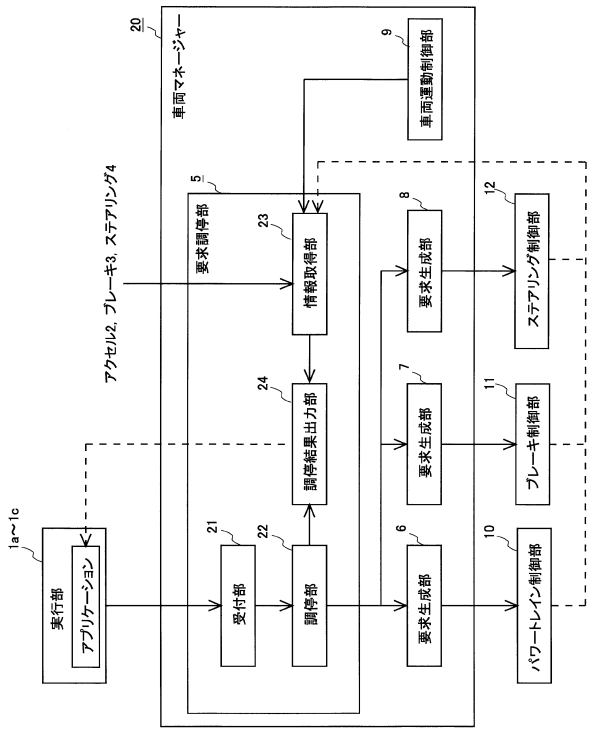 1a～1c
実行部
アプリケーション
アクセル2, ブレーキ3, ステアリング4
20
車両マネージャー
5
要求調停部
21
受付部
22
調停部
24
調停結果出力部
23
情報取得部
9
車両運動制御部
6
要求生成部
7
要求生成部
8
要求生成部
10
パワートレイン制御部
11
ブレーキ制御部
12
ステアリング制御部